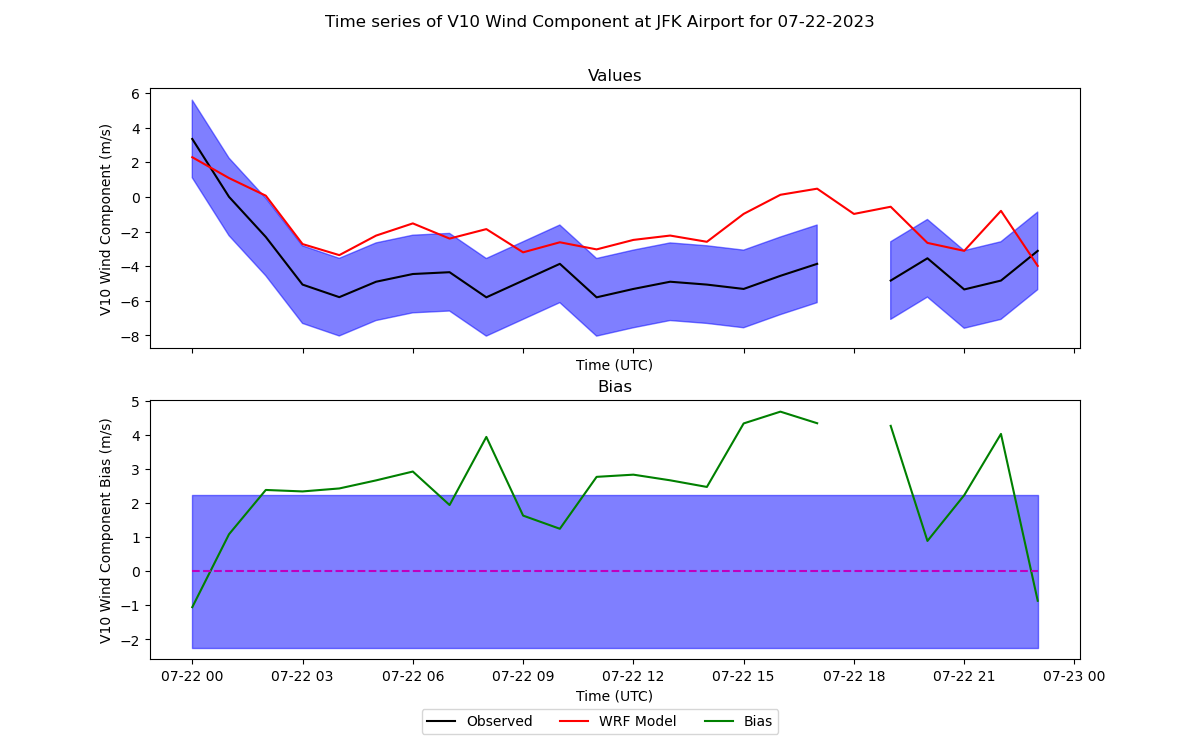 Time series of V10 Wind Component at JFK Airport for 07-22-2023
Values
V10 Wind Component (m/s)
6
4
2
0
−2
−4
−6
−8
Time (UTC)
Bias
V10 Wind Component Bias (m/s)
5
4
3
2
1
0
−1
−2
07-22 00 07-22 03 07-22 06 07-22 09 07-22 12 07-22 15 07-22 18 07-22 21 07-23 00
Time (UTC)
Observed WRF Model Bias